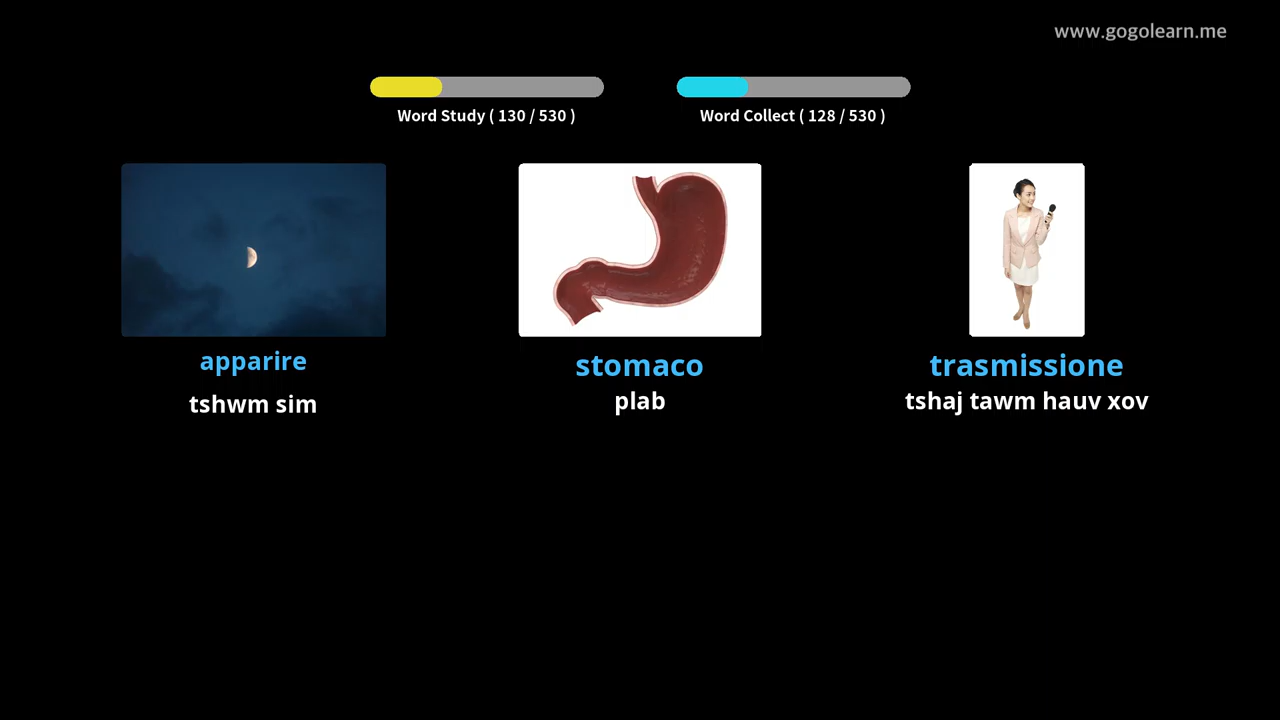 www.gogolearn.me
Word Study ( 130 / 530 )
Word Collect ( 128 / 530 )
apparire
tshwm sim
stomaco
plab
trasmissione
tshaj tawm hauv xov